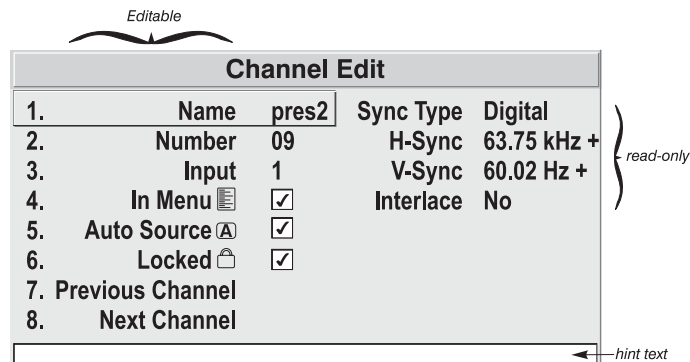 Editable
Channel Edit
1. Name pres2 Sync Type Digital
2. Number 09 H-Sync 63.75 kHz +
3. Input 1 V-Sync 60.02 Hz +
read-only
4. In Menu Interlace No
5. Auto Source A
6. Locked
7. Previous Channel
8. Next Channel
hint text